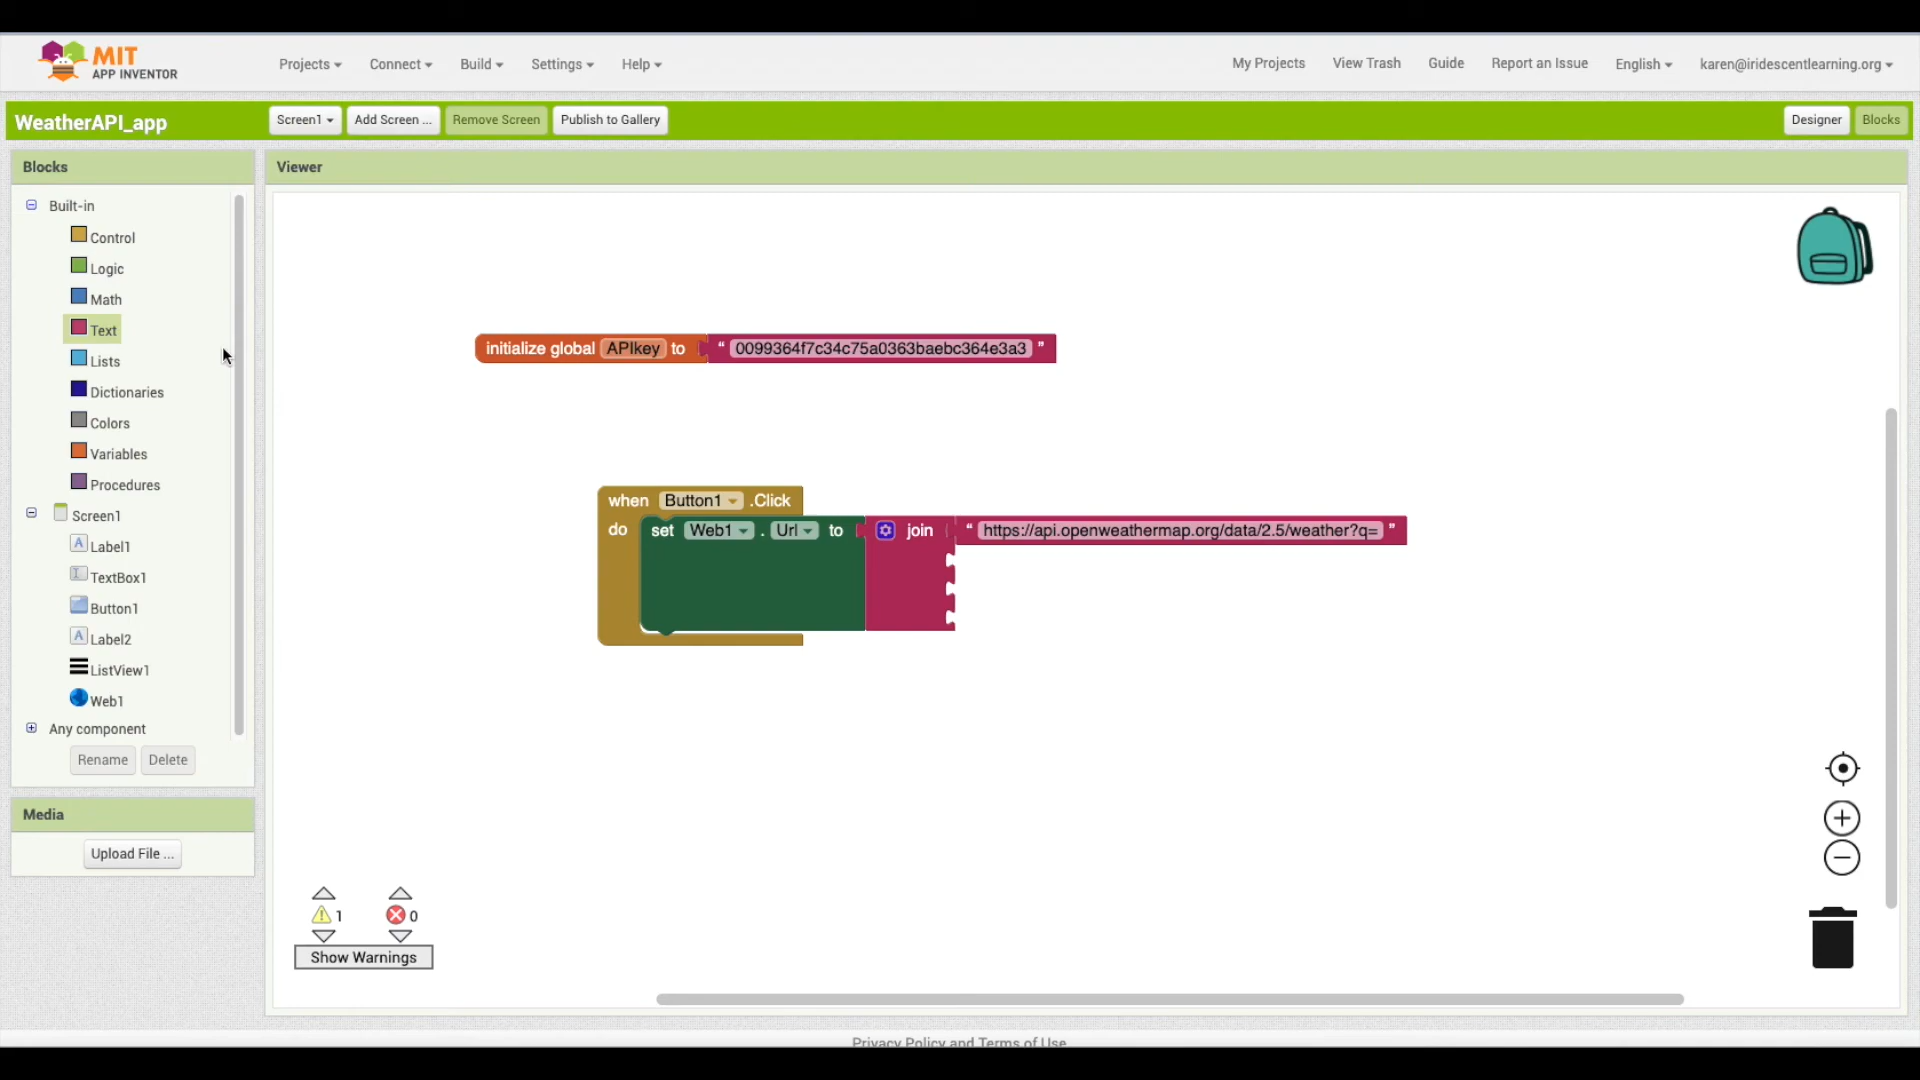 MIT
APP INVENTOR
Projects Connect Build Settings Help My Projects View Trash Guide Report an Issue English karen@iridescentlearning.org
WeatherAPI_app Screen1 Add Screen ... Remove Screen Publish to Gallery Designer Blocks
Blocks
Viewer
Built-in
Control
Logic
Math
Text
Lists
Dictionaries
Colors
Variables
Procedures
Screen1
Label1
TextBox1
Button1
Label2
ListView1
Web1
Any component
Rename Delete
Media
Upload File ...
initialize global APIkey to “ 0099364f7c34c75a0363baebc364e3a3 ”
when Button1 .Click
do set Web1 . Url to join “ https://api.openweathermap.org/data/2.5/weather?q= ”
1 0
Show Warnings
Privacy Policy and Terms of Use